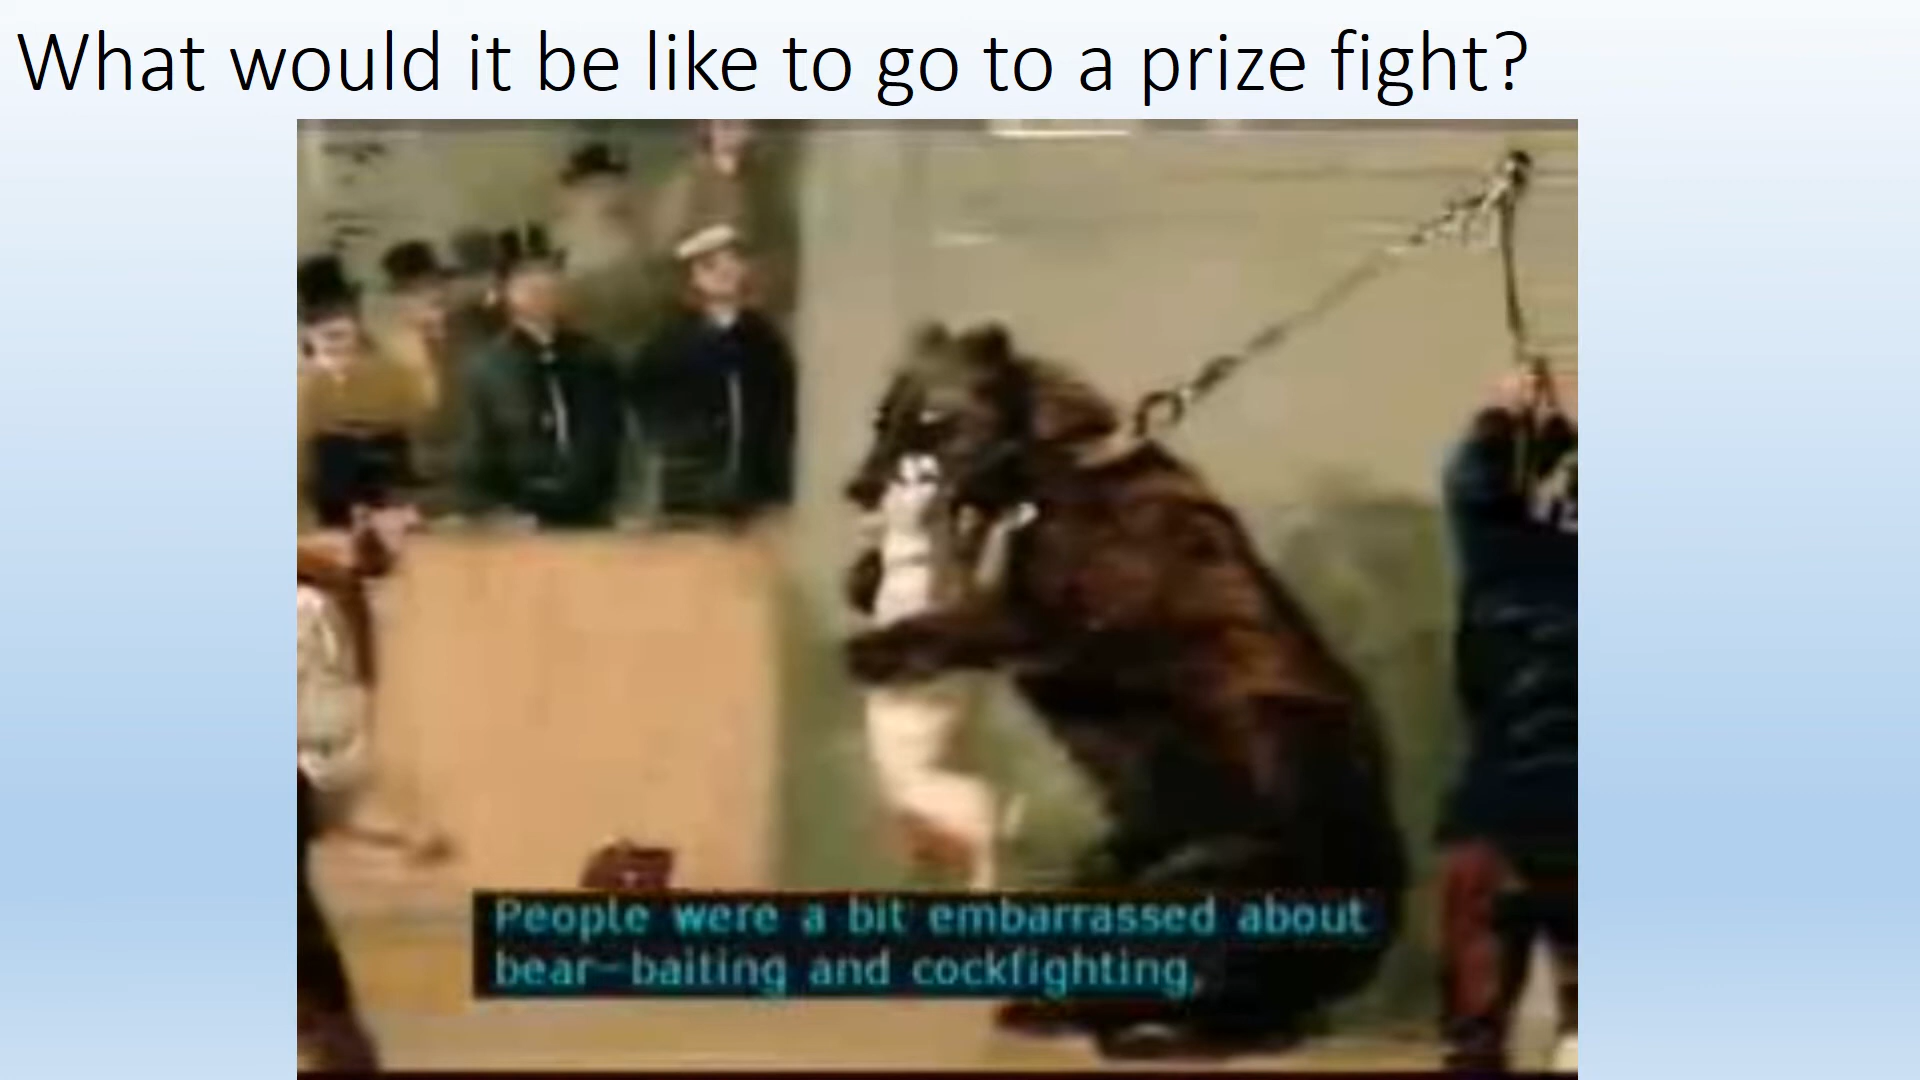 What would it be like to go to a prize fight?
People were a bit embarrassed about
bear-baiting and cockfighting,